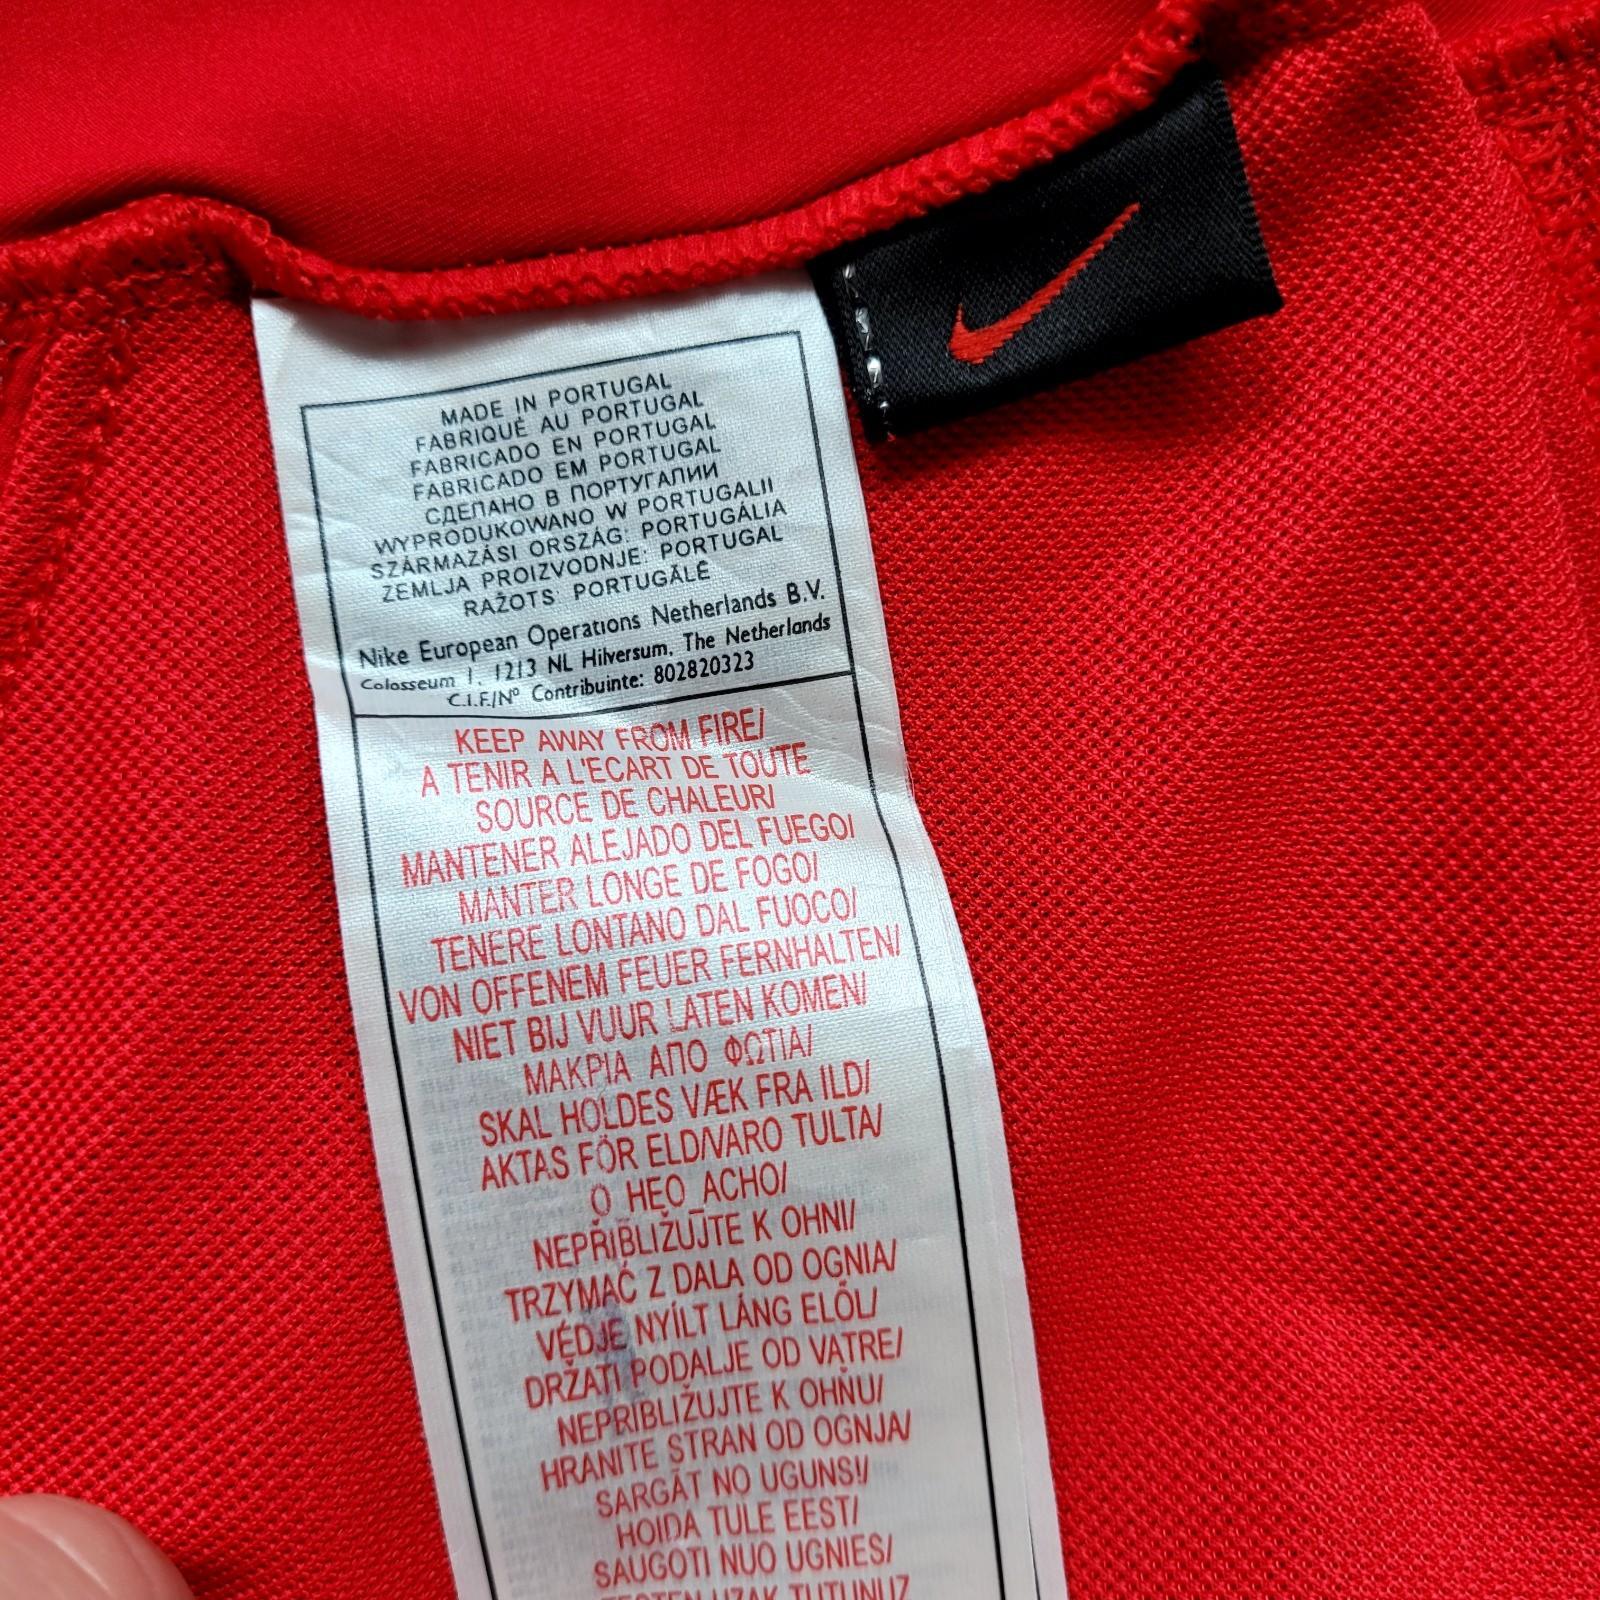 MADE IN PORTUGAL
FABRIQUÉ AU PORTUGAL
FABRICADO EN PORTUGAL
FABRICADO EM PORTUGAL
СДЕЛАНО В ПОРТУГАЛИИ
WYPRODUKOWANO W PORTUGALII
SZÁRMAZÁSI ORSZÁG: PORTUGÁLIA
ZEMLJA PROIZVODNJE: PORTUGAL
RAŽOTS: PORTUGĀLĒ
Nike European Operations Netherlands B.V.
Colosseum 1, 1213 NL Hilversum, The Netherlands
C.I.F./Nº Contribuinte: 802820323
KEEP AWAY FROM FIRE/
A TENIR A L'ECART DE TOUTE
SOURCE DE CHALEUR/
MANTENER ALEJADO DEL FUEGO/
MANTER LONGE DE FOGO/
TENERE LONTANO DAL FUOCO/
VON OFFENEM FEUER FERNHALTEN/
NIET BIJ VUUR LATEN KOMEN/
ΜΑΚΡΙΑ ΑΠΟ ΦΩΤΙΑ/
SKAL HOLDES VÆK FRA ILD/
AKTAS FÖR ELD/VARO TULTA/
O HEO ACHO/
NEPŘIBLIŽUJTE K OHNI/
TRZYMAĆ Z DALA OD OGNIA/
VÉDJE NYÍLT LÁNG ELŐL/
DRŽATI PODALJE OD VATRE/
NEPRIBLIŽUJTE K OHŇU/
HRANITE STRAN OD OGNJA/
SARGĀT NO UGUNS!/
HOIDA TULE EEST/
SAUGOTI NUO UGNIES/
UZAK TUTUNUZ